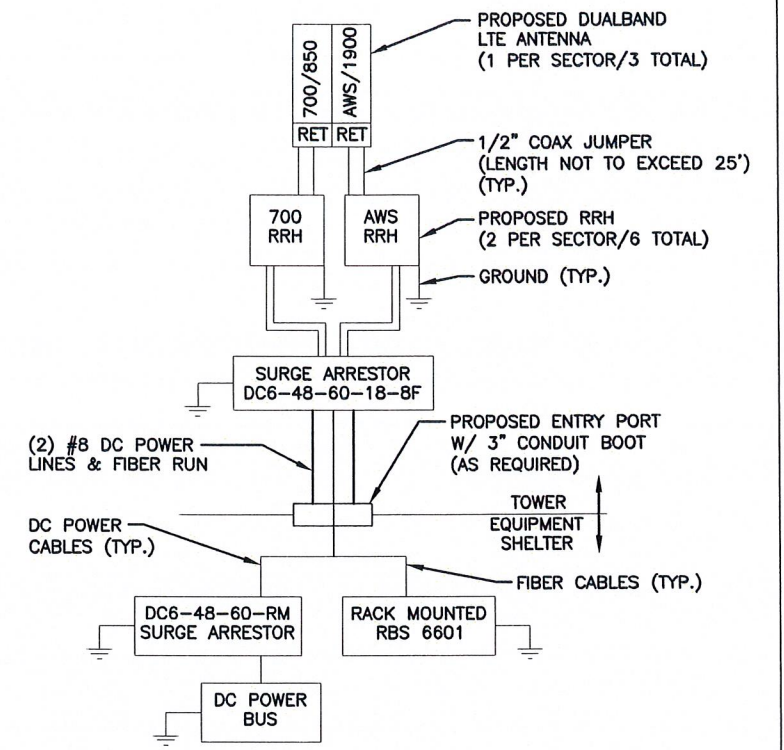 PROPOSED DUALBAND
LTE ANTENNA
(1 PER SECTOR/3 TOTAL)
700/850
AWS/1900
RET
RET
1/2" COAX JUMPER
(LENGTH NOT TO EXCEED 25')
(TYP.)
700
RRH
AWS
RRH
PROPOSED RRH
(2 PER SECTOR/6 TOTAL)
GROUND (TYP.)
SURGE ARRESTOR
DC6-48-60-18-8F
(2) #8 DC POWER
LINES & FIBER RUN
PROPOSED ENTRY PORT
W/ 3" CONDUIT BOOT
(AS REQUIRED)
TOWER
EQUIPMENT
SHELTER
DC POWER
CABLES (TYP.)
FIBER CABLES (TYP.)
DC6-48-60-RM
SURGE ARRESTOR
RACK MOUNTED
RBS 6601
DC POWER
BUS